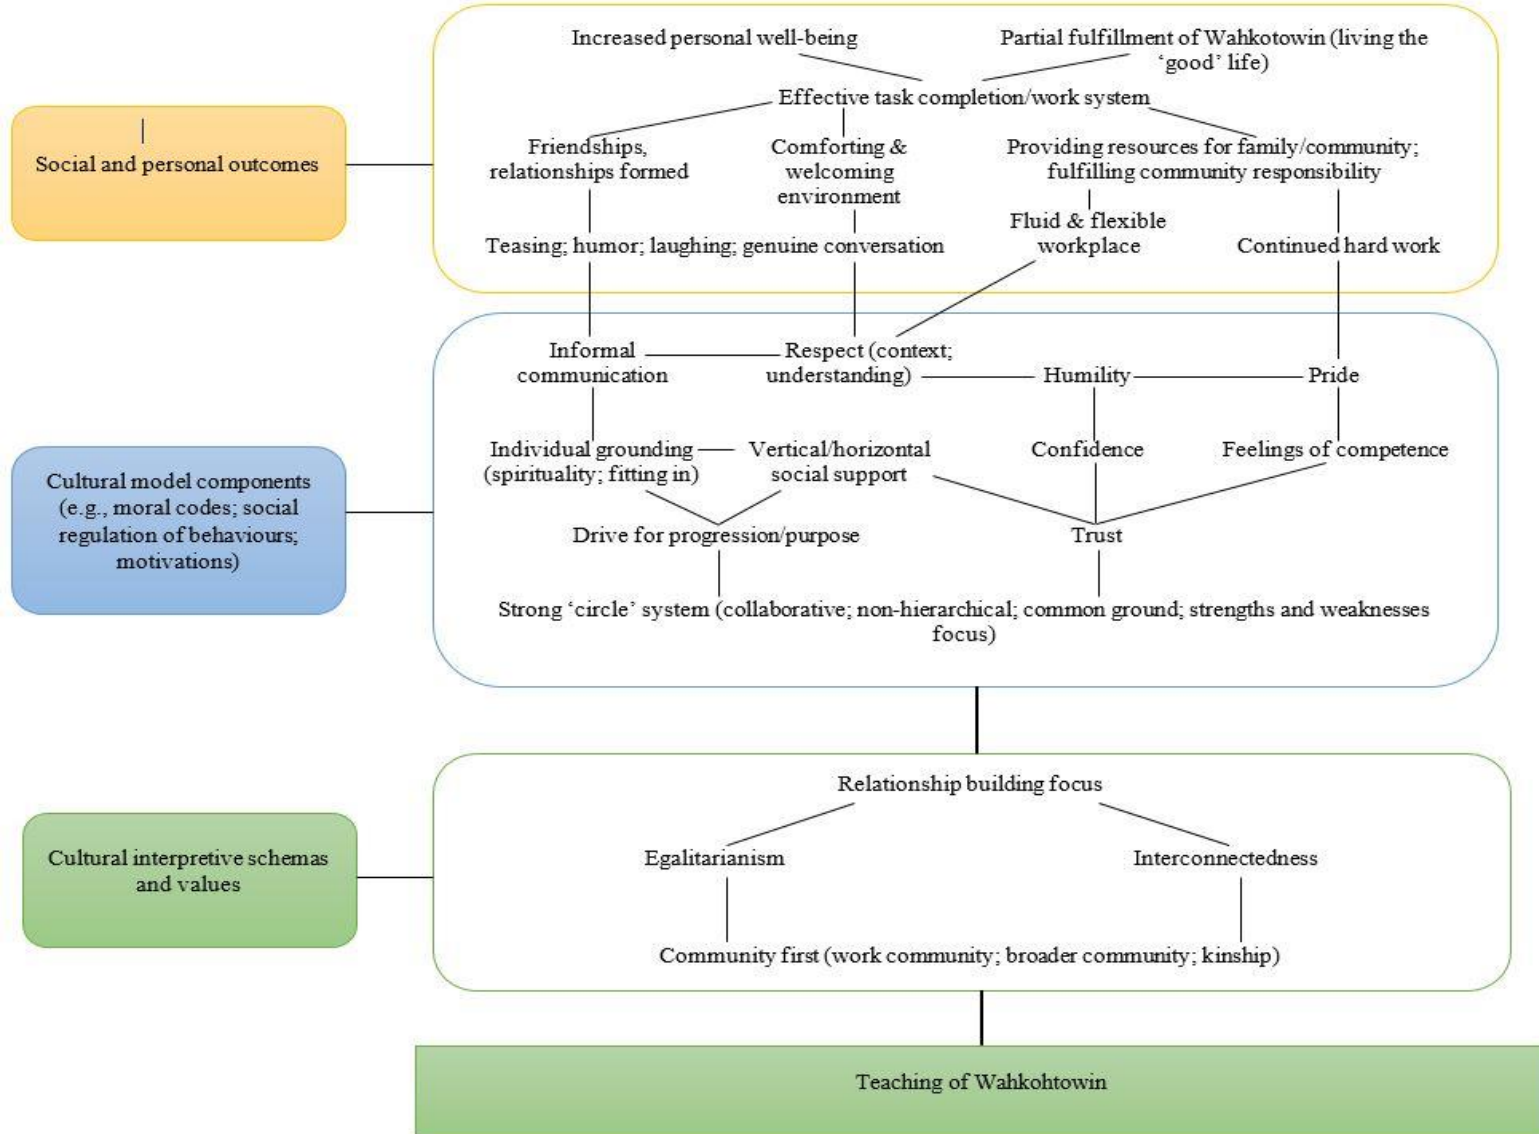 Increased personal well-being
Partial fulfillment of Wahkotowin (living the
‘good’ life)
Effective task completion/work system
Friendships,
relationships formed
Comforting &
welcoming
environment
Providing resources for family/community;
fulfilling community responsibility
Fluid & flexible
workplace
Teasing; humor; laughing; genuine conversation
Continued hard work
Social and personal outcomes
Informal
communication
Respect (context;
understanding)
Humility
Pride
Individual grounding
(spirituality; fitting in)
Vertical/horizontal
social support
Confidence
Feelings of competence
Drive for progression/purpose
Trust
Strong ‘circle’ system (collaborative; non-hierarchical; common ground; strengths and weaknesses
focus)
Cultural model components
(e.g., moral codes; social
regulation of behaviours;
motivations)
Relationship building focus
Egalitarianism
Interconnectedness
Community first (work community; broader community; kinship)
Cultural interpretive schemas
and values
Teaching of Wahkohtowin